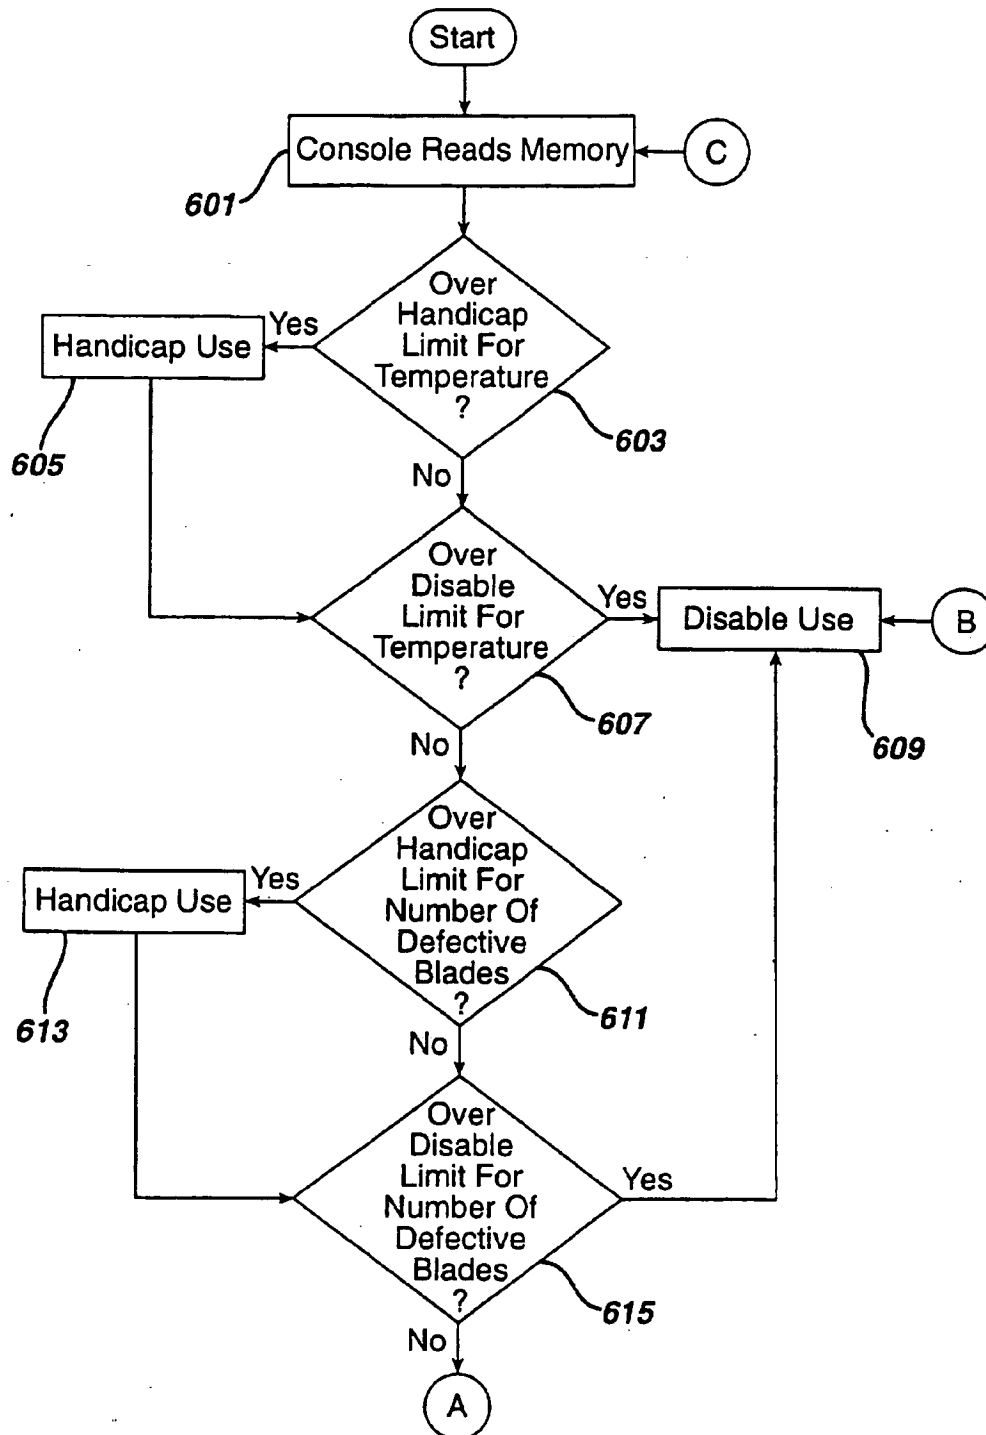 Start
Console Reads Memory
C
601
Over
Handicap
Limit For
Temperature
?
Yes
Handicap Use
603
605
No
Over
Disable
Limit For
Temperature
?
Yes
Disable Use
B
607
609
No
Over
Handicap
Limit For
Number Of
Defective
Blades
?
Yes
Handicap Use
611
613
No
Over
Disable
Limit For
Number Of
Defective
Blades
?
Yes
615
No
A